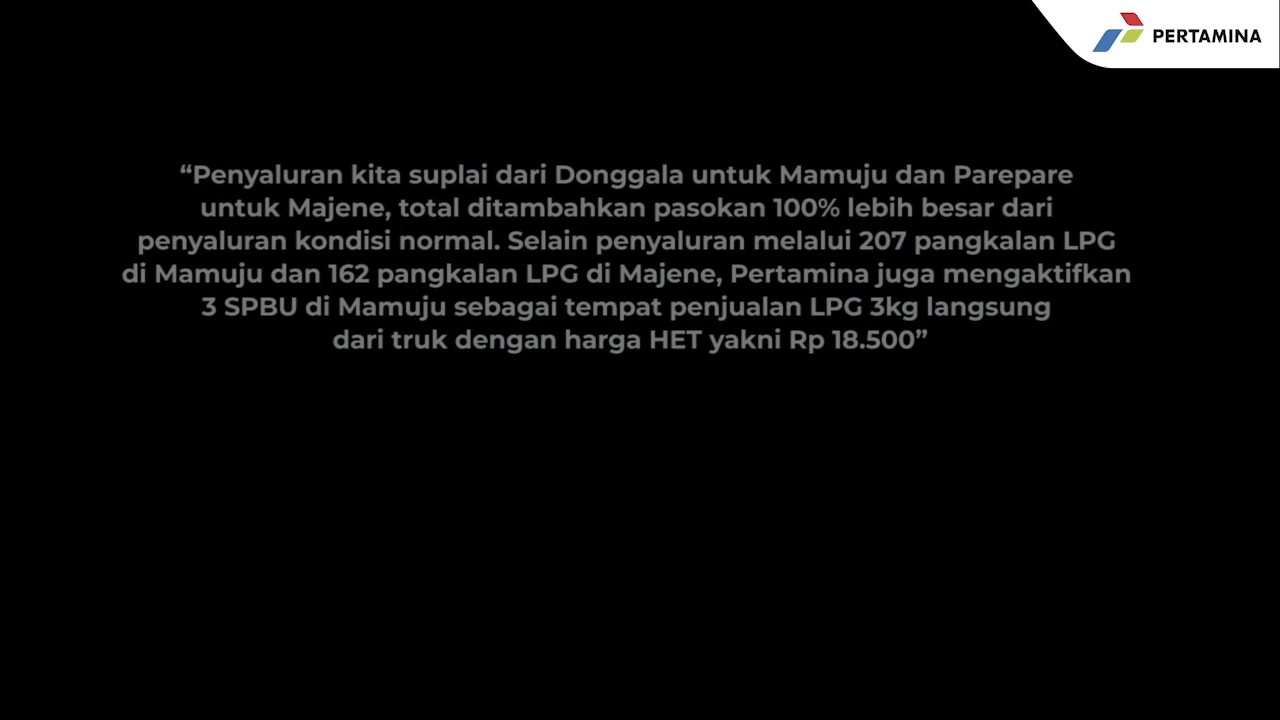 PERTAMINA
“Penyaluran kita suplai dari Donggala untuk Mamuju dan Parepare
untuk Majene, total ditambahkan pasokan 100% lebih besar dari
penyaluran kondisi normal. Selain penyaluran melalui 207 pangkalan LPG
di Mamuju dan 162 pangkalan LPG di Majene, Pertamina juga mengaktifkan
3 SPBU di Mamuju sebagai tempat penjualan LPG 3kg langsung
dari truk dengan harga HET yakni Rp 18.500”